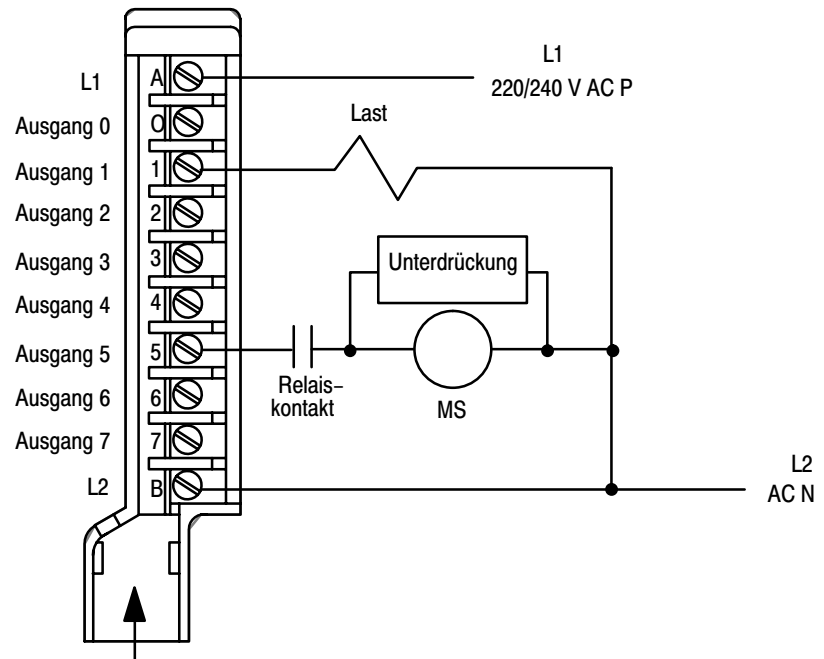 L1
220/240 V AC P
L1 A
Ausgang 0 O
Last
Ausgang 1 1
Ausgang 2 2
Ausgang 3 3
Unterdrückung
Ausgang 4 4
Ausgang 5 5
Relais-
kontakt
MS
Ausgang 6 6
Ausgang 7 7
L2 B
L2
AC N